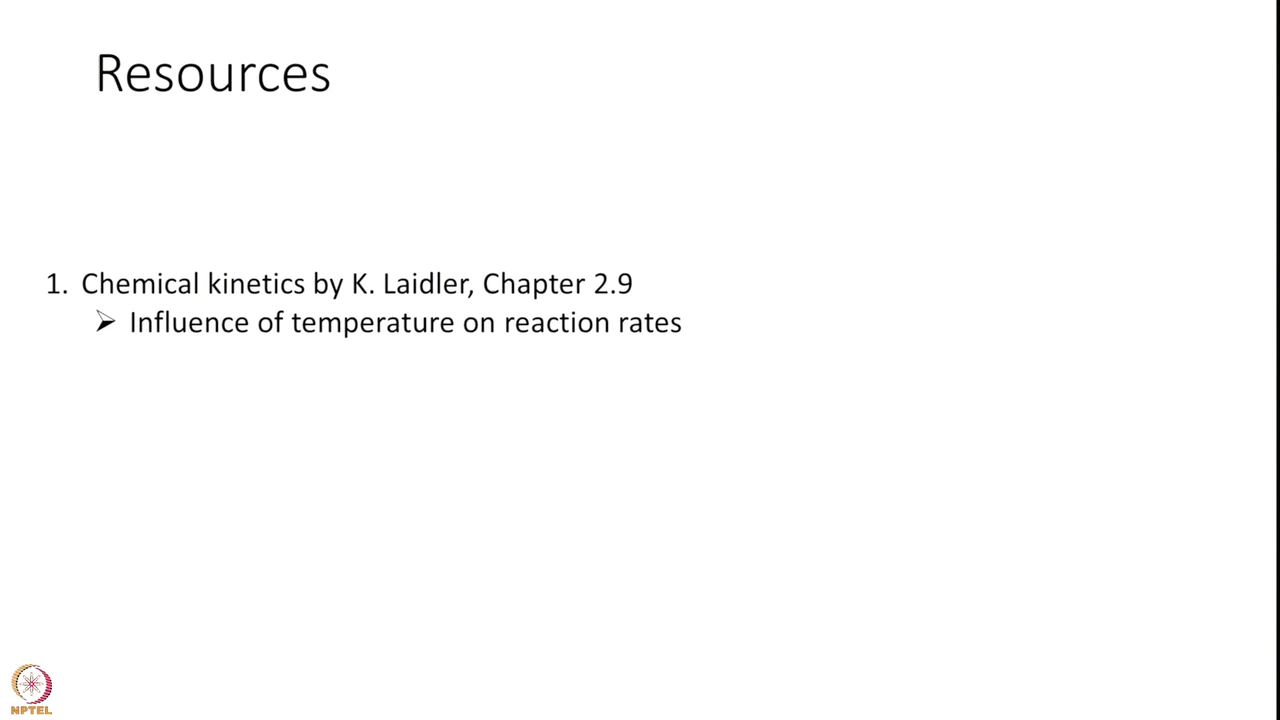 Resources
1. Chemical kinetics by K. Laidler, Chapter 2.9
➢ Influence of temperature on reaction rates
NPTEL